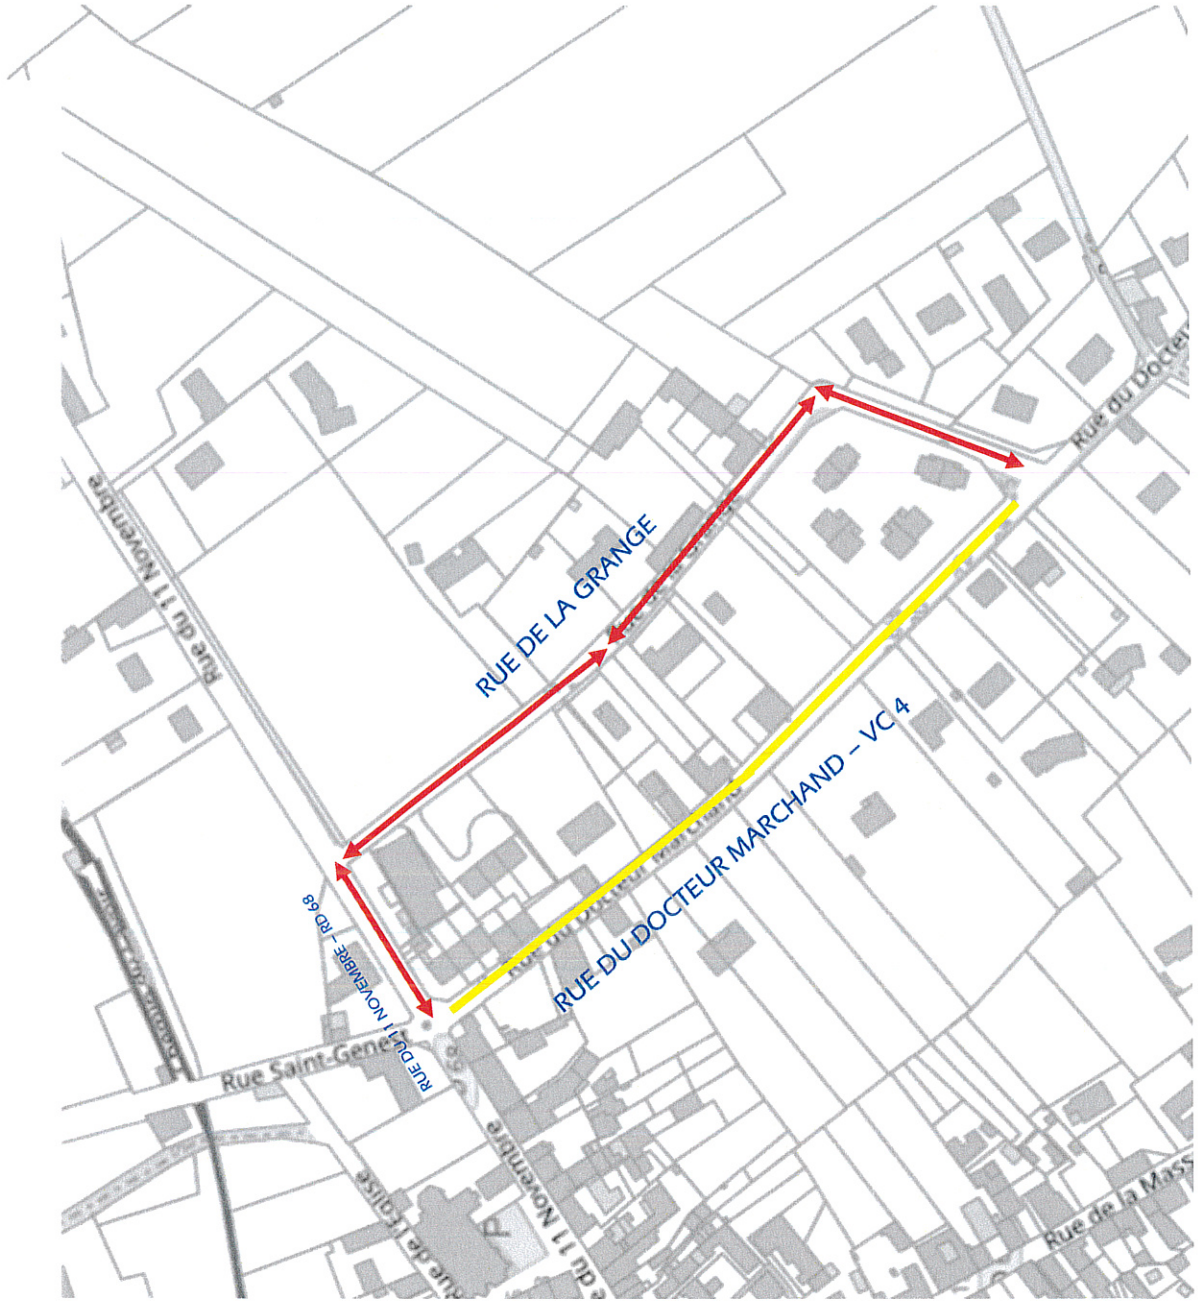 Rue du 11 Novembre
Rue du Docteur
RUE DE LA GRANGE
RUE DU DOCTEUR MARCHAND – VC 4
Rue du Docteur Marchand
RUE DU 11 NOVEMBRE – RD 68
Rue Saint-Genest
D 68
Rue de l'Église
P
e du 11 Novembre
Rue de la Mass